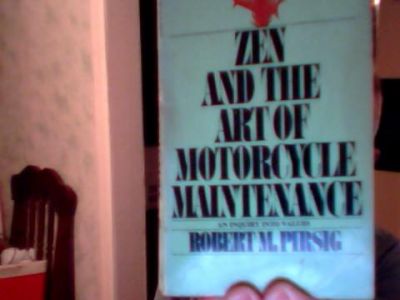 ZEN
AND THE
ART OF
MOTORCYCLE
MAINTENANCE
AN INQUIRY INTO VALUES
ROBERT M. PIRSIG